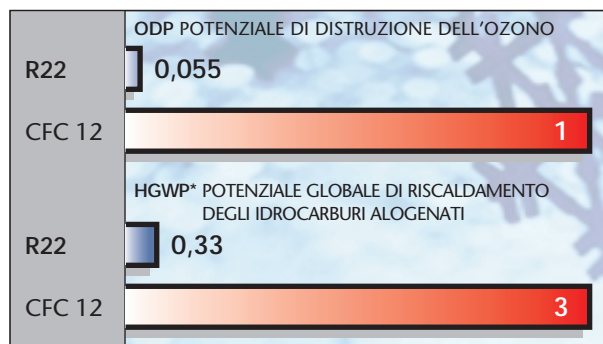 ODP POTENZIALE DI DISTRUZIONE DELL'OZONO
R22 0,055
CFC 12 1
HGWP* POTENZIALE GLOBALE DI RISCALDAMENTO
DEGLI IDROCARBURI ALOGENATI
R22 0,33
CFC 12 3